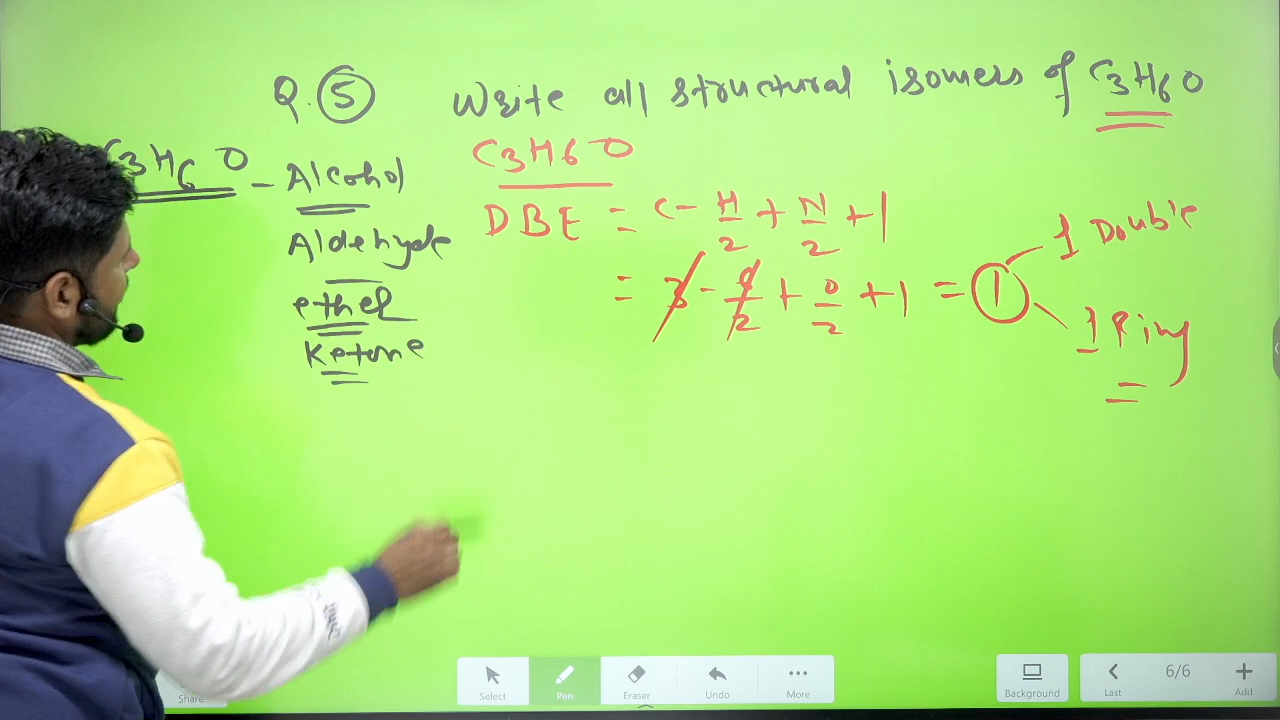 Q. 5 Write all structural isomers of C3H6O
C3H6O - Alcohol
Aldehyde
ether
Ketone
C3H6O
DBE = C - H/2 + N/2 + 1
= 3 - 6/2 + 0/2 + 1 = 1
1 Double
1 Ring
Share
Select
Pen
Eraser
Undo
More
Background
Last
6/6
Add